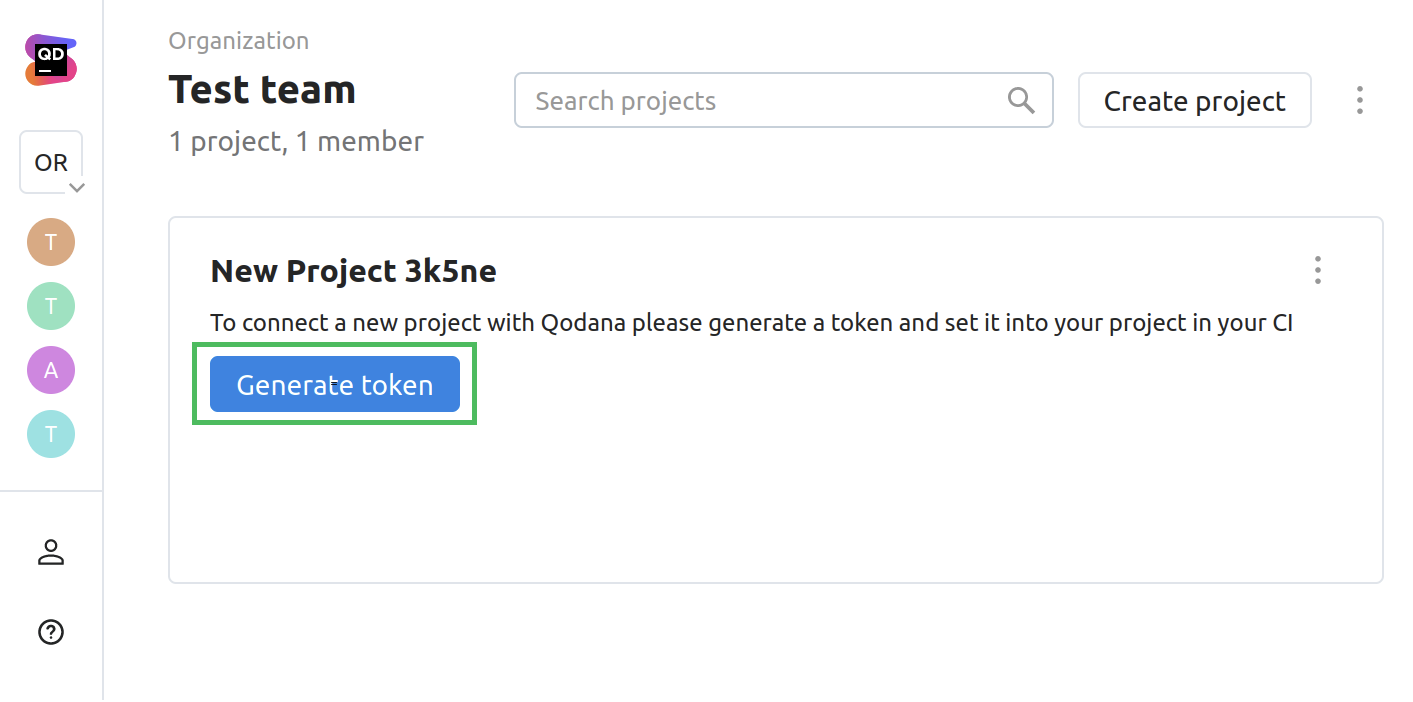 QD
Organization
Test team
1 project, 1 member
Search projects
Create project
OR
T
T
A
T
New Project 3k5ne
To connect a new project with Qodana please generate a token and set it into your project in your CI
Generate token
?